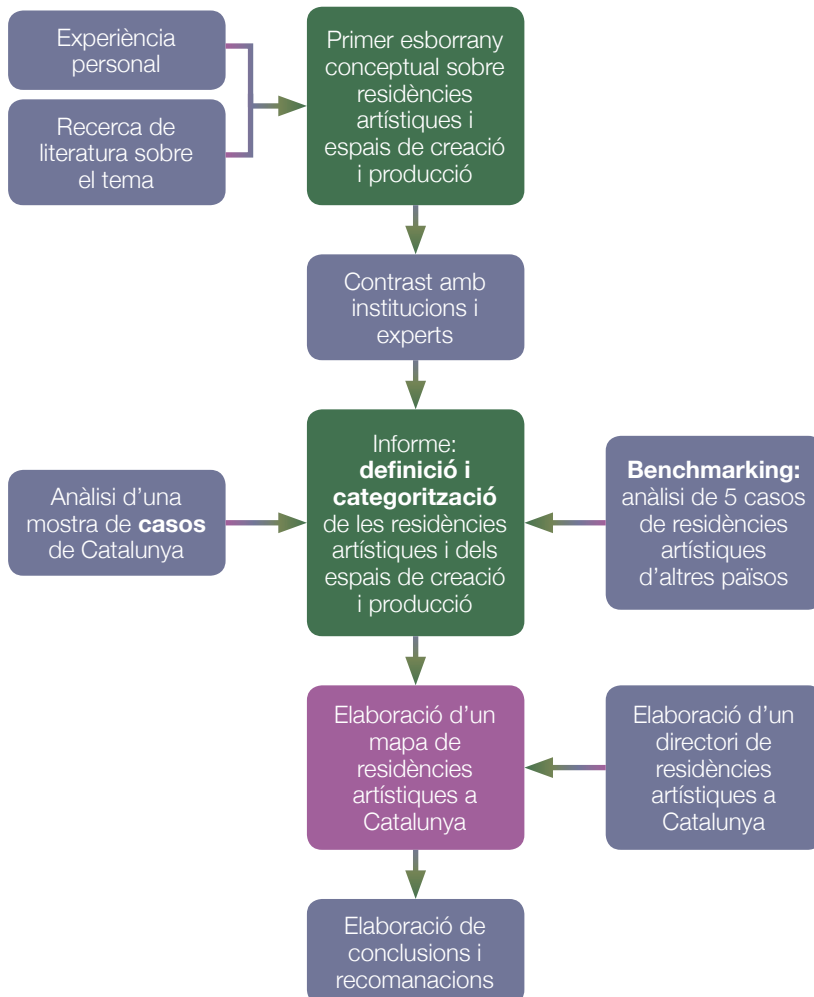 Experiència
personal
Recerca de
literatura sobre
el tema
Primer esborrany
conceptual sobre
residències
artístiques i
espais de creació
i producció
Contrast amb
institucions i
experts
Anàlisi d’una
mostra de casos
de Catalunya
Informe:
definició i
categorització
de les residències
artístiques i dels
espais de creació
i producció
Benchmarking:
anàlisi de 5 casos
de residències
artístiques
d’altres països
Elaboració d’un
mapa de
residències
artístiques a
Catalunya
Elaboració d’un
directori de
residències
artístiques a
Catalunya
Elaboració de
conclusions i
recomanacions